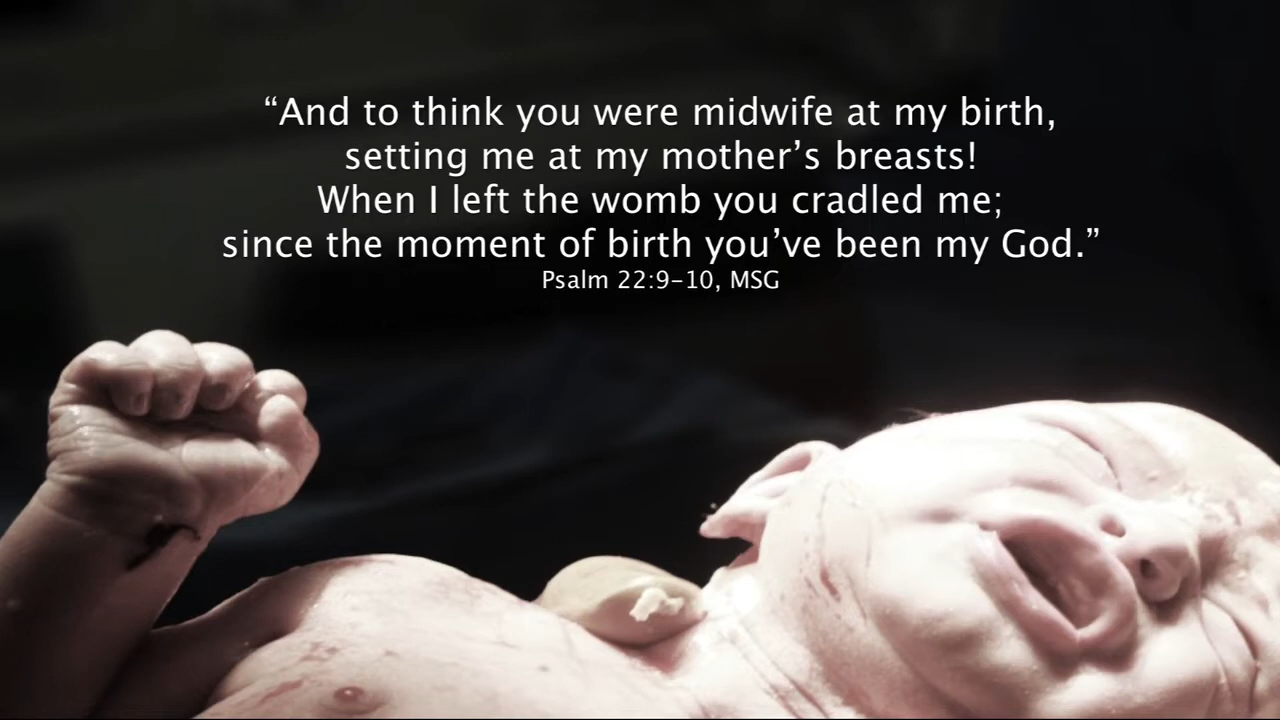 “And to think you were midwife at my birth,
setting me at my mother’s breasts!
When I left the womb you cradled me;
since the moment of birth you’ve been my God.”
Psalm 22:9-10, MSG